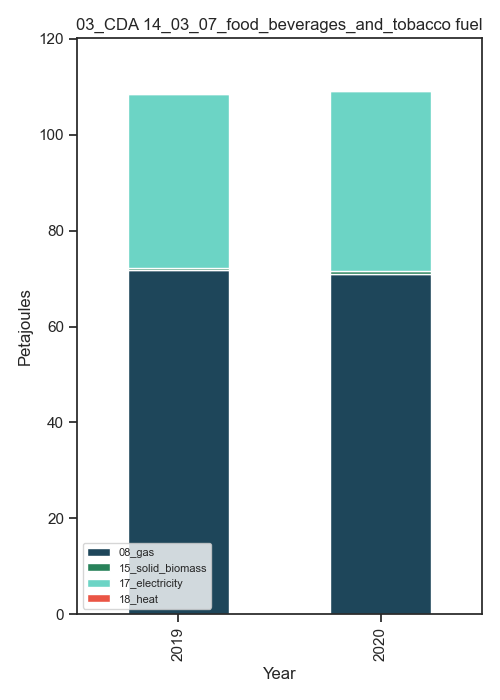 03_CDA 14_03_07_food_beverages_and_tobacco fuel
120
100
80
60
40
20
0
Petajoules
08_gas
15_solid_biomass
17_electricity
18_heat
2019
2020
Year